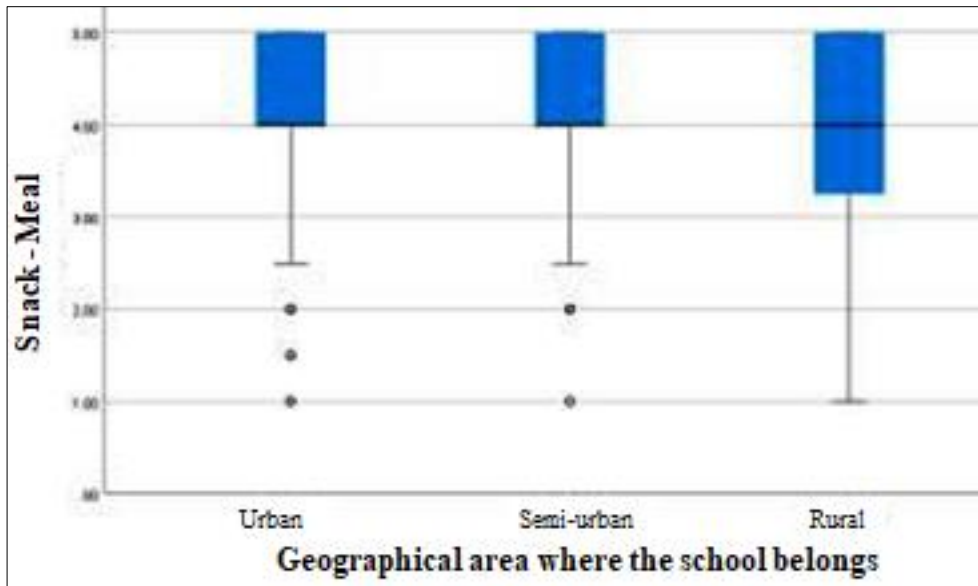 Snack - Meal
5.00
4.00
3.00
2.00
1.00
.00
Urban Semi-urban Rural
Geographical area where the school belongs